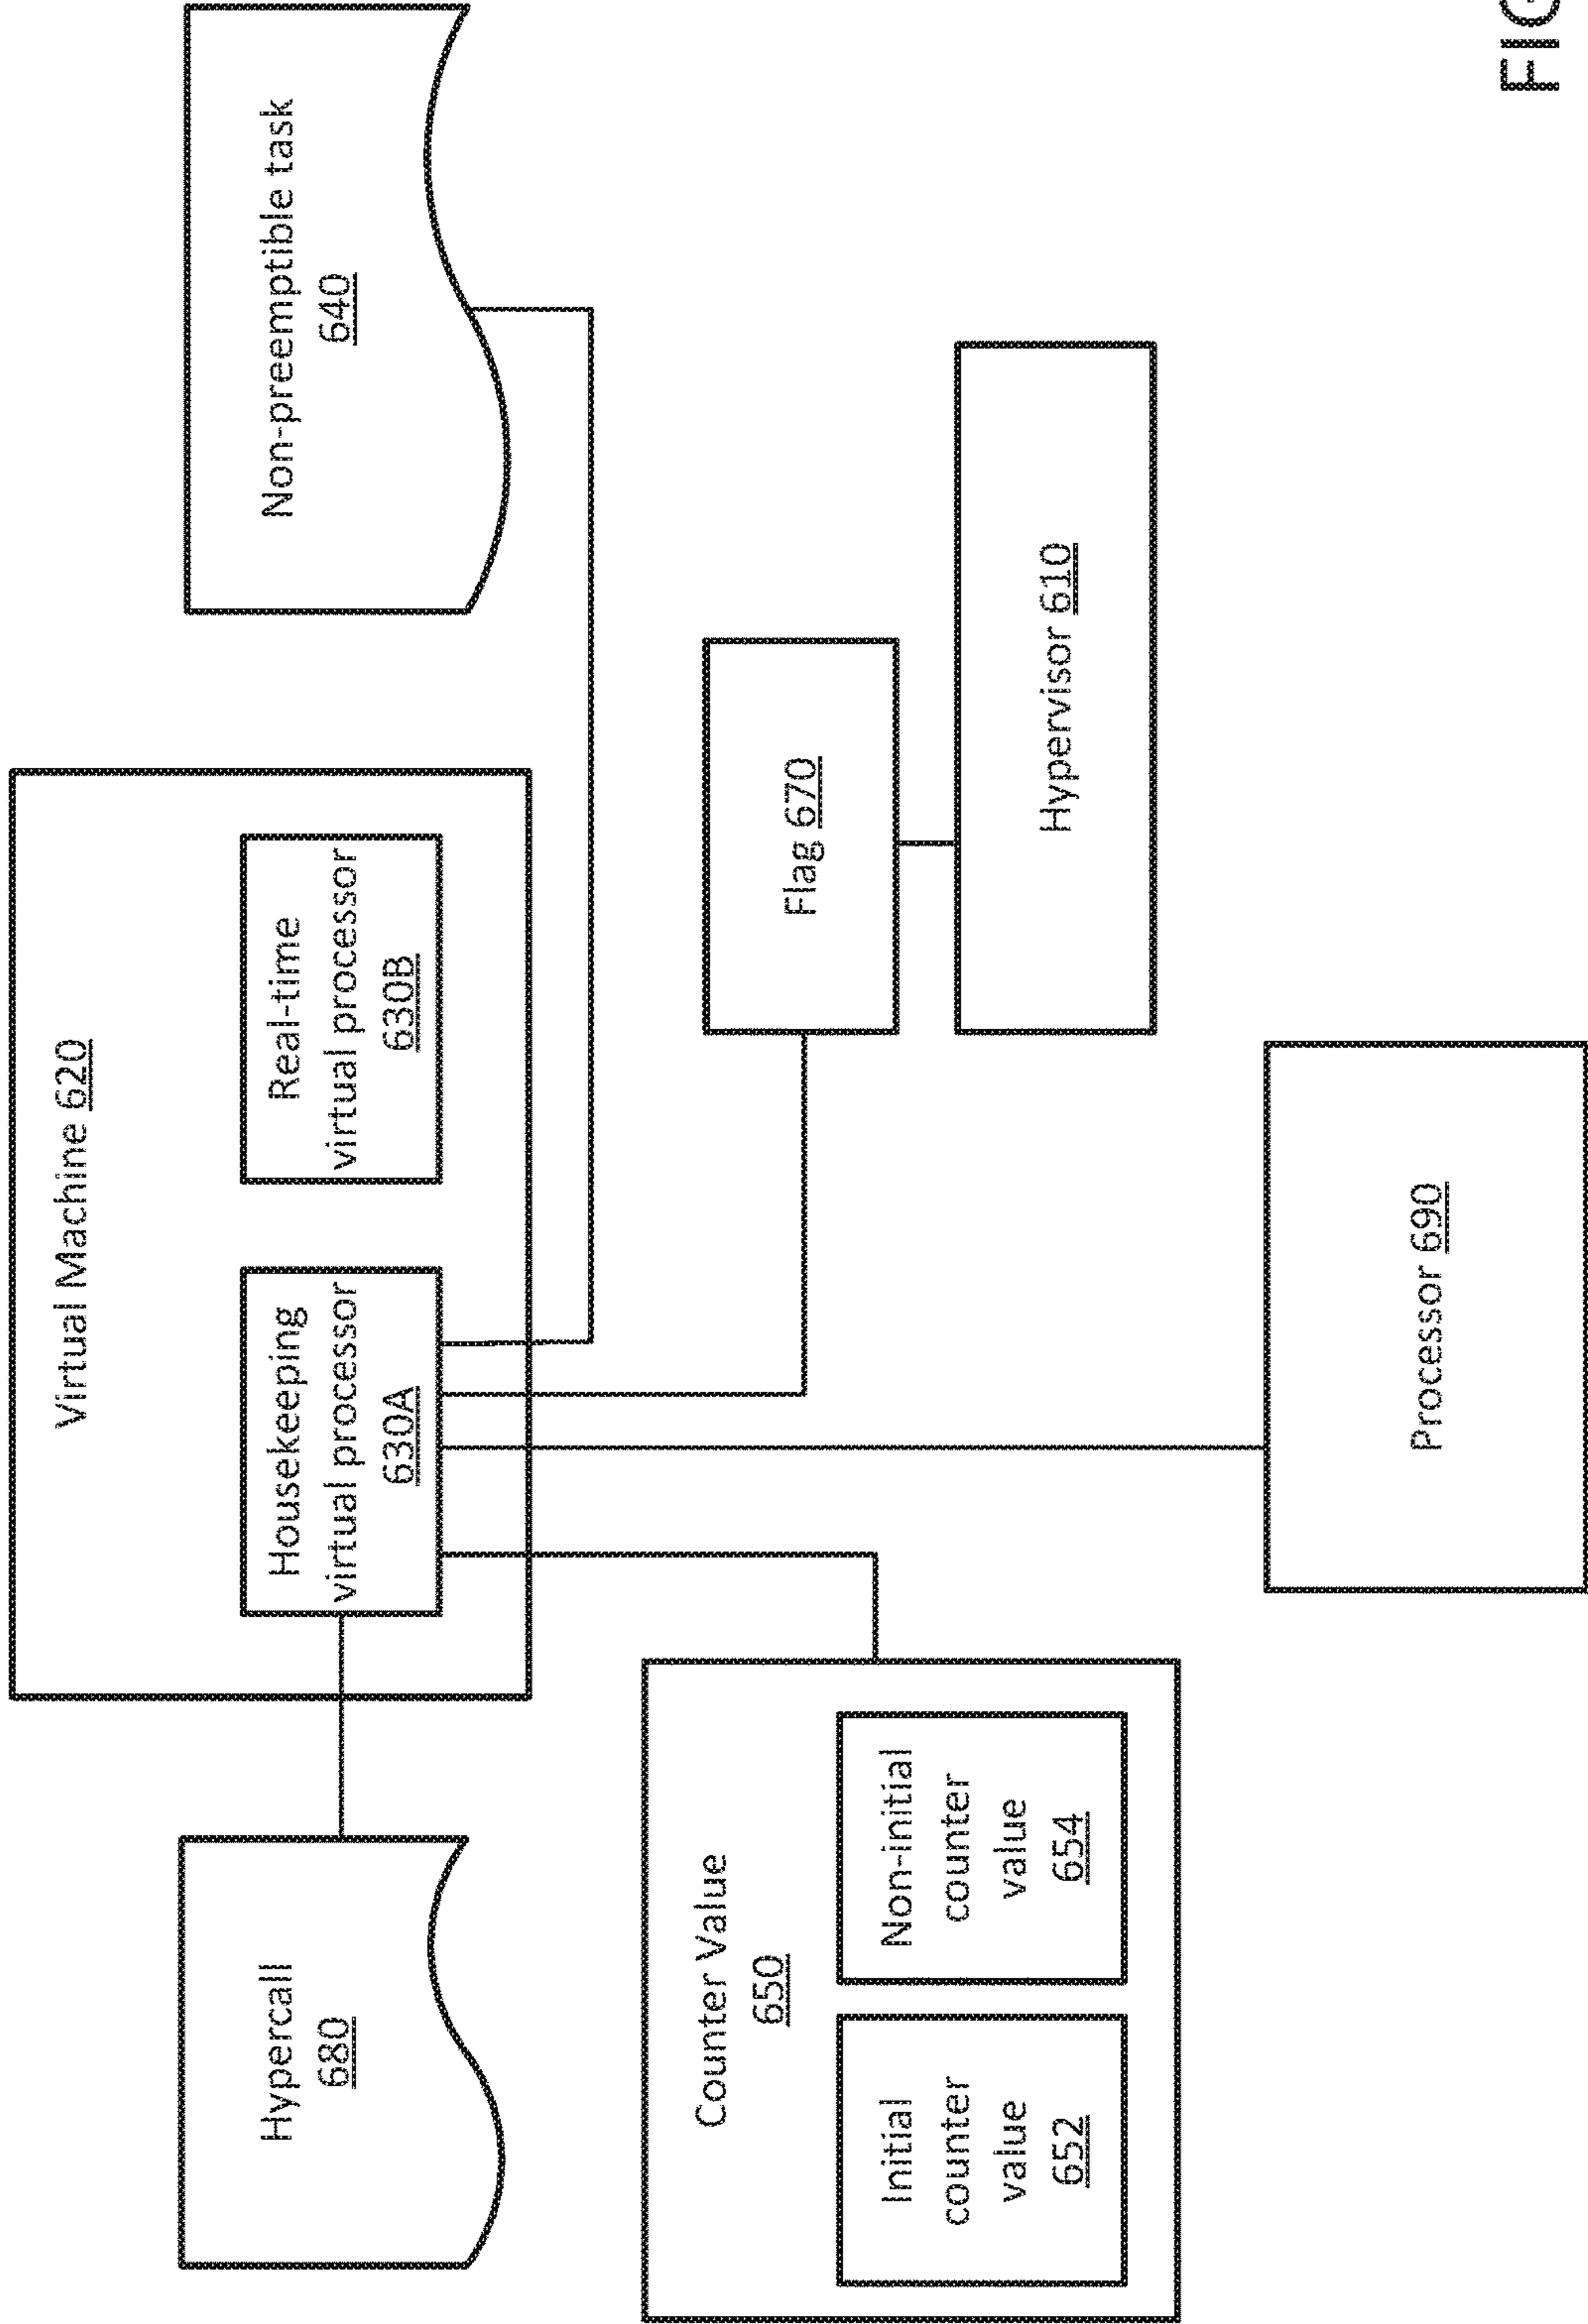 Virtual Machine 620
Hypercall
680
Housekeeping
virtual processor
630A
Real-time
virtual processor
630B
Non-preemptible task
640
Counter Value
650
Initial
counter
value
652
Non-initial
counter
value
654
Flag 670
Hypervisor 610
Processor 690
FIG